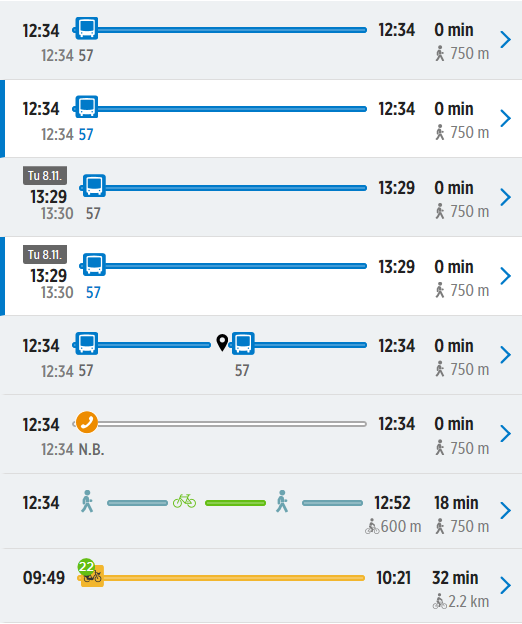 12:34 12:34 0 min
12:34 57 750 m
12:34 12:34 0 min
12:34 57 750 m
Tu 8.11.
13:29 13:29 0 min
13:30 57 750 m
Tu 8.11.
13:29 13:29 0 min
13:30 57 750 m
12:34 12:34 0 min
12:34 57 57 750 m
12:34 12:34 0 min
12:34 N.B. 750 m
12:34 12:52 18 min
600 m 750 m
22
09:49 10:21 32 min
2.2 km